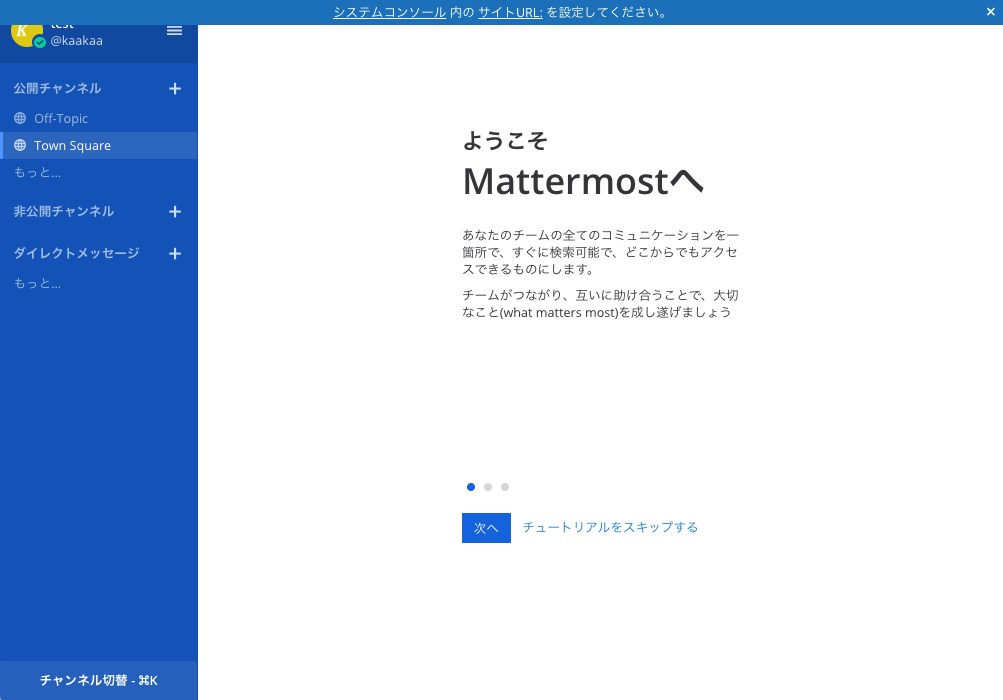 システムコンソール 内の サイトURL: を設定してください。
×
test
@kaakaa
公開チャンネル
Off-Topic
Town Square
もっと...
非公開チャンネル
ダイレクトメッセージ
もっと...
チャンネル切替 - ⌘K
ようこそ
Mattermostへ
あなたのチームの全てのコミュニケーションを一
箇所で、すぐに検索可能で、どこからでもアクセ
スできるものにします。
チームがつながり、互いに助け合うことで、大切
なこと(what matters most)を成し遂げましょう
次へ
チュートリアルをスキップする